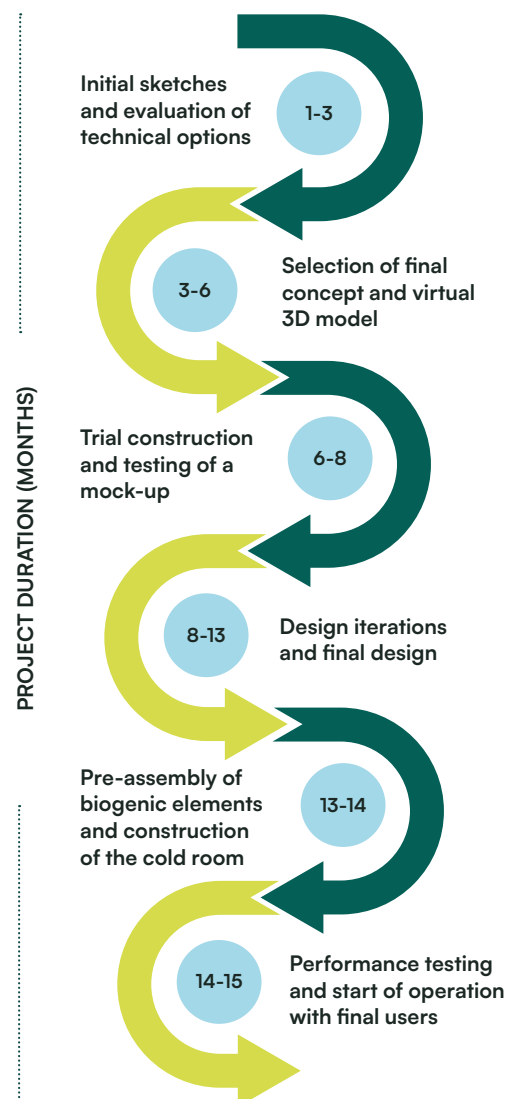 Initial sketches
and evaluation of
technical options
1-3
3-6
Selection of final
concept and virtual
3D model
Trial construction
and testing of a
mock-up
6-8
PROJECT DURATION (MONTHS)
8-13
Design iterations
and final design
Pre-assembly of
biogenic elements
and construction
of the cold room
13-14
14-15
Performance testing
and start of operation
with final users